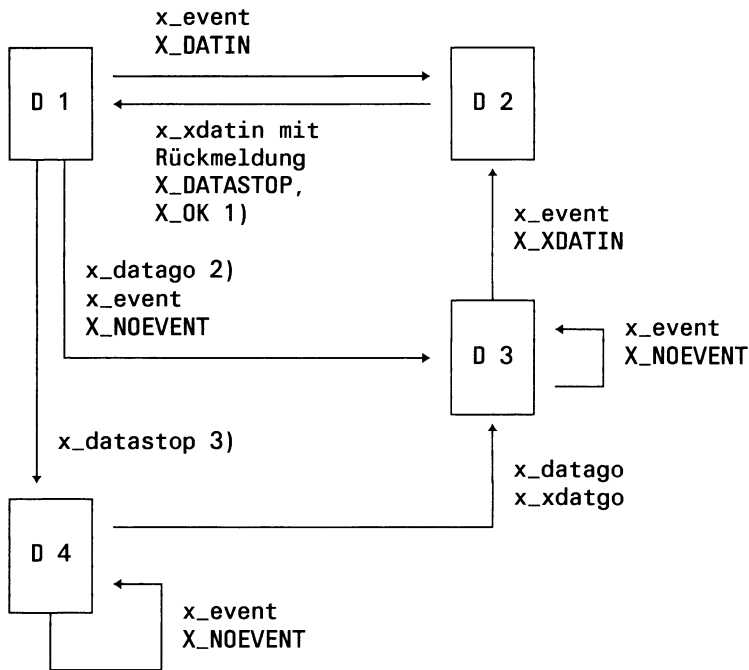 x_event
X_DATIN
D 1
D 2
x_xdatin mit
Rückmeldung
X_DATASTOP,
X_OK 1)
x_event
X_XDATIN
x_datago 2)
x_event
X_NOEVENT
D 3
x_event
X_NOEVENT
x_datastop 3)
x_datago
x_xdatgo
D 4
x_event
X_NOEVENT